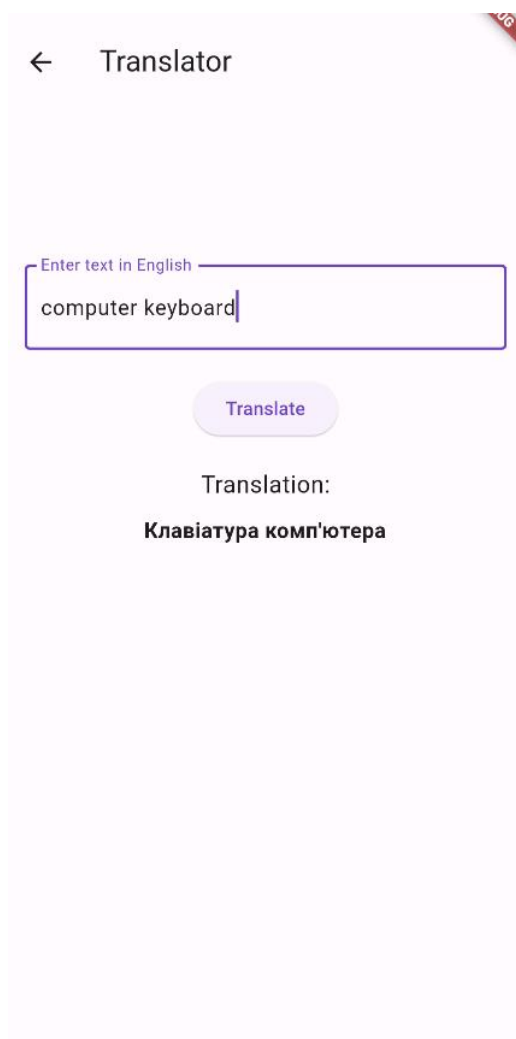 Translator
Enter text in English
computer keyboard
Translate
Translation:
Клавіатура комп'ютера